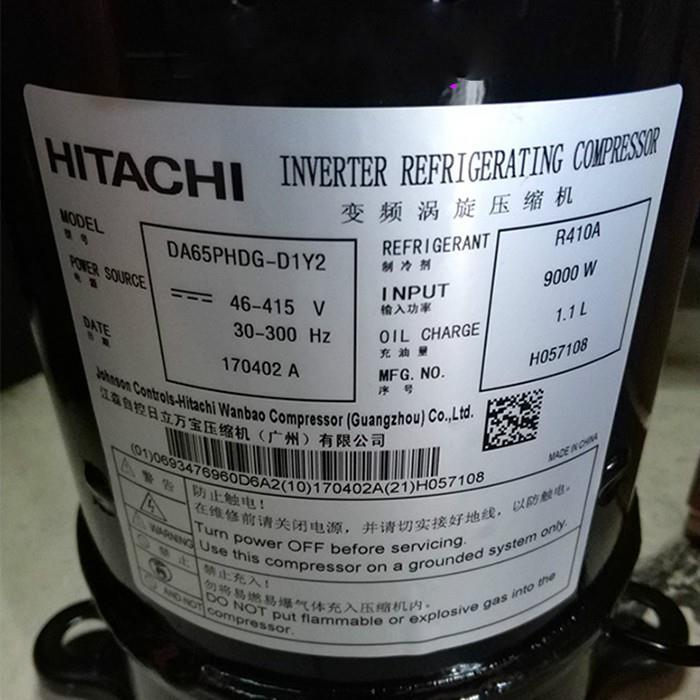 HITACHI INVERTER REFRIGERATING COMPRESSOR
变频涡旋压缩机
MODEL DA65PHDG-D1Y2
型号
POWER SOURCE 46-415 V
电源 30-300 Hz
DATE 170402 A
日期
REFRIGERANT R410A
制冷剂
INPUT 9000 W
输入功率
OIL CHARGE 1.1 L
充油量
MFG. NO. H057108
序号
Johnson Controls-Hitachi Wanbao Compressor (Guangzhou) Co., Ltd.
江森自控日立万宝压缩机（广州）有限公司
MADE IN CHINA
(01)0693476960D6A2(10)170402A(21)H057108
警告
WARNING
防止触电！
在维修前请关闭电源，并请切实接好地线，以防触电。
Turn power OFF before servicing.
Use this compressor on a grounded system only.
禁止
AND NOT
禁止充入！
勿将易燃易爆气体充入压缩机内。
DO NOT put flammable or explosive gas into the
compressor.